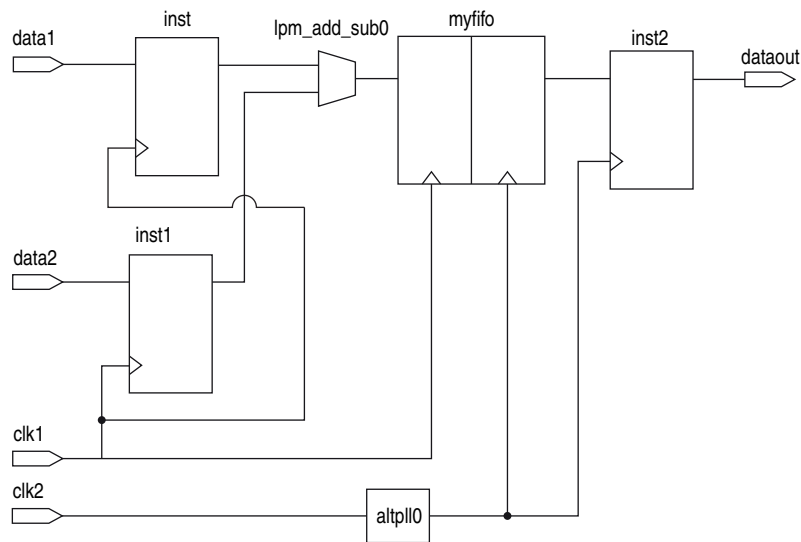 inst
lpm_add_sub0
myfifo
data1
inst2
dataout
inst1
data2
clk1
clk2
altpll0